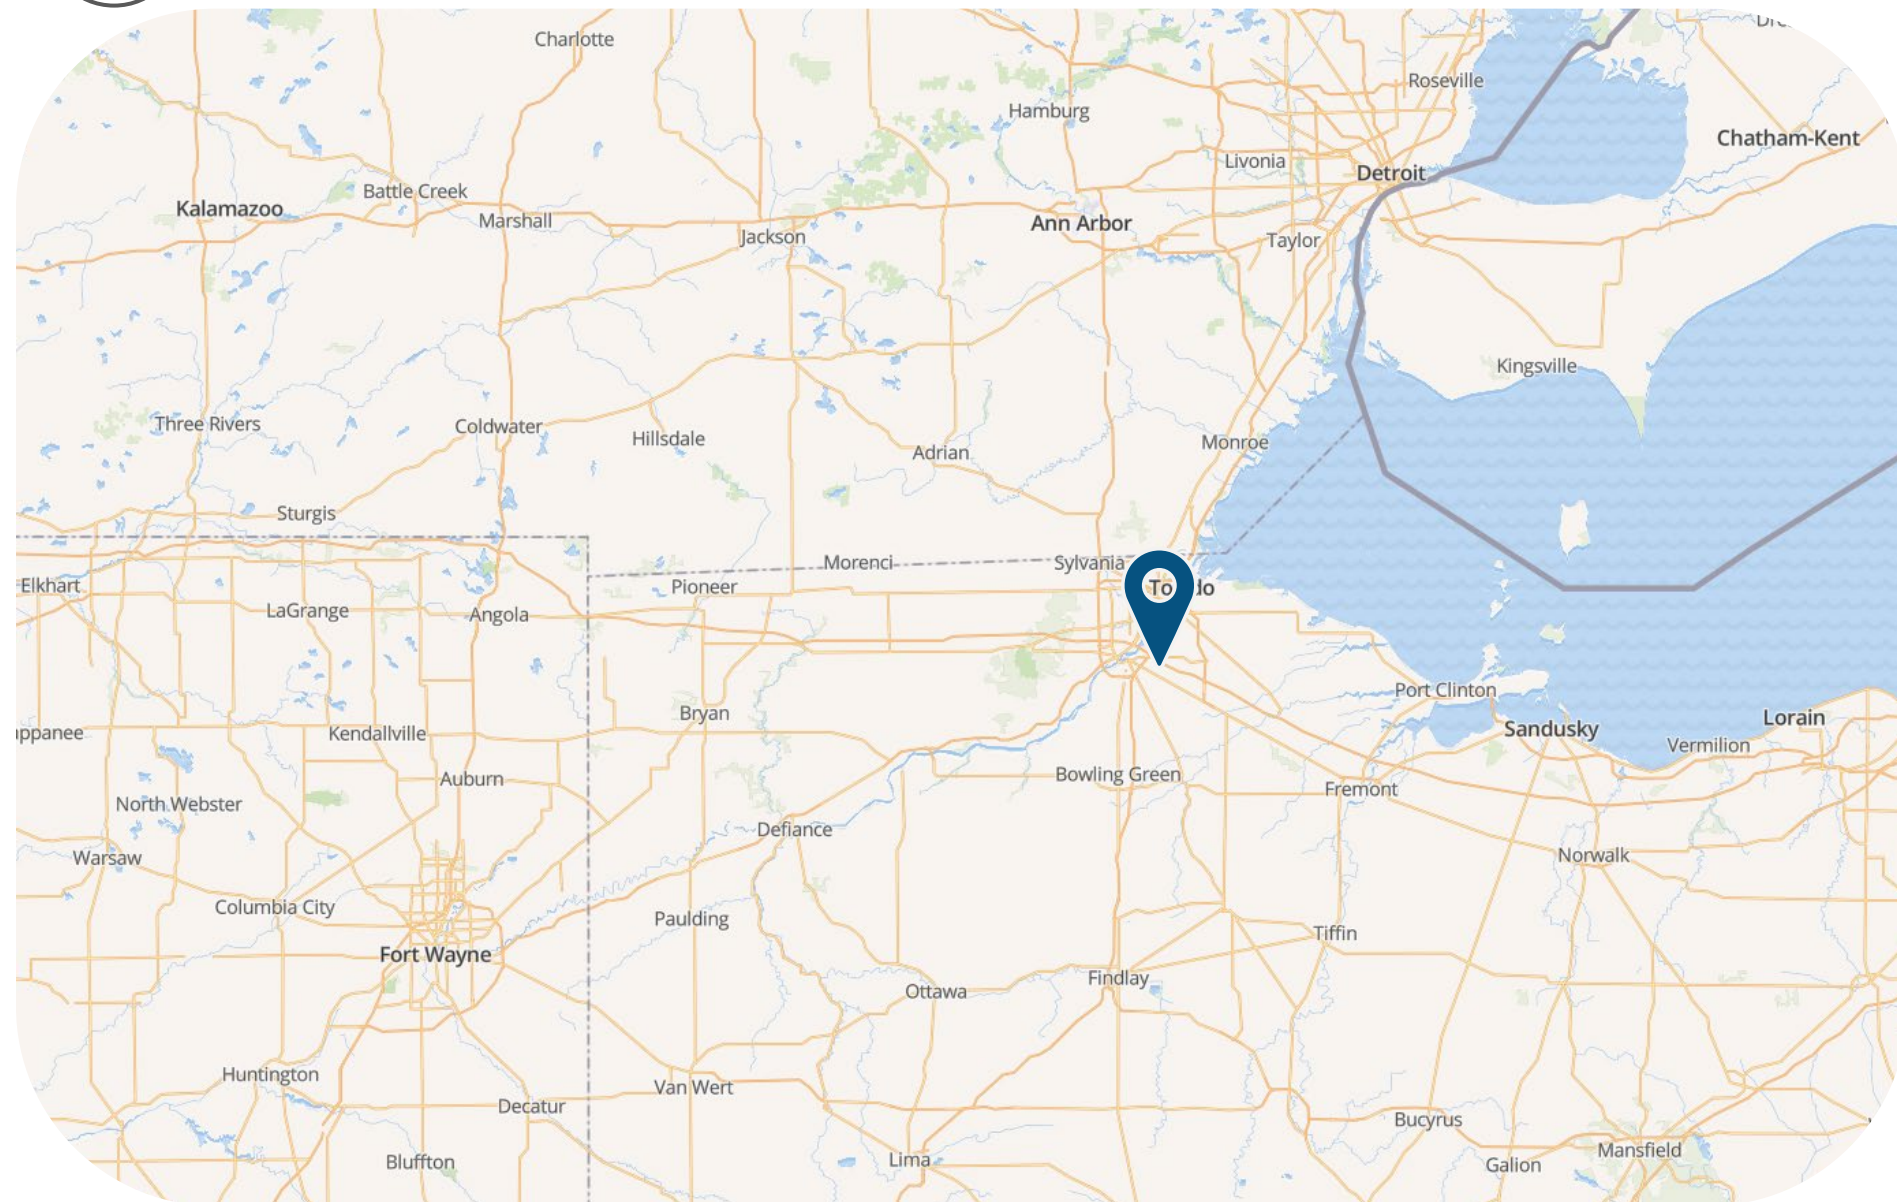 Charlotte
Roseville
Hamburg
Chatham-Kent
Livonia
Detroit
Battle Creek
Kalamazoo
Marshall
Ann Arbor
Jackson
Taylor
Kingsville
Three Rivers
Coldwater
Hillsdale
Monroe
Adrian
Sturgis
Morenci
Sylvania
Elkhart
Pioneer
LaGrange
Angola
Port Clinton
Bryan
Lorain
Sandusky
Kendallville
ppanee
Vermilion
Bowling Green
Auburn
Fremont
North Webster
Defiance
Norwalk
Warsaw
Columbia City
Paulding
Tiffin
Fort Wayne
Findlay
Ottawa
Huntington
Van Wert
Decatur
Bucyrus
Mansfield
Lima
Bluffton
Galion